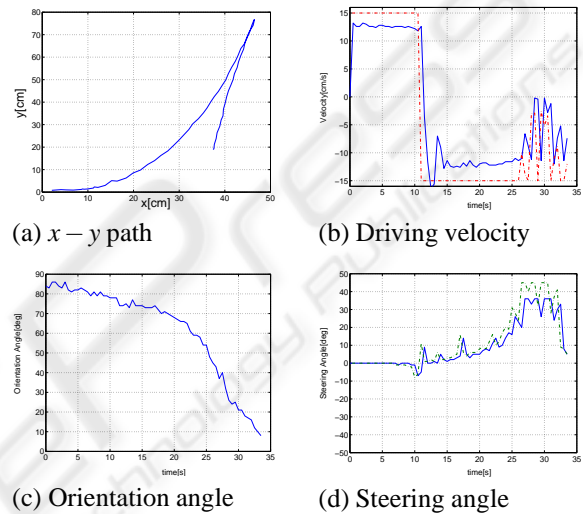 80
70
60
50
40
30
20
10
0
0 10 20 30 40 50
y[cm]
x[cm]
(a) x − y path
15
10
5
0
−5
−10
−15
0 5 10 15 20 25 30 35
Velocity[cm/s]
time[s]
(b) Driving velocity
90
80
70
60
50
40
30
20
10
0
0 5 10 15 20 25 30 35
Orientation Angle[deg]
time[s]
(c) Orientation angle
50
40
30
20
10
0
−10
−20
−30
−40
−50
0 5 10 15 20 25 30 35
Steering Angle[deg]
time[s]
(d) Steering angle